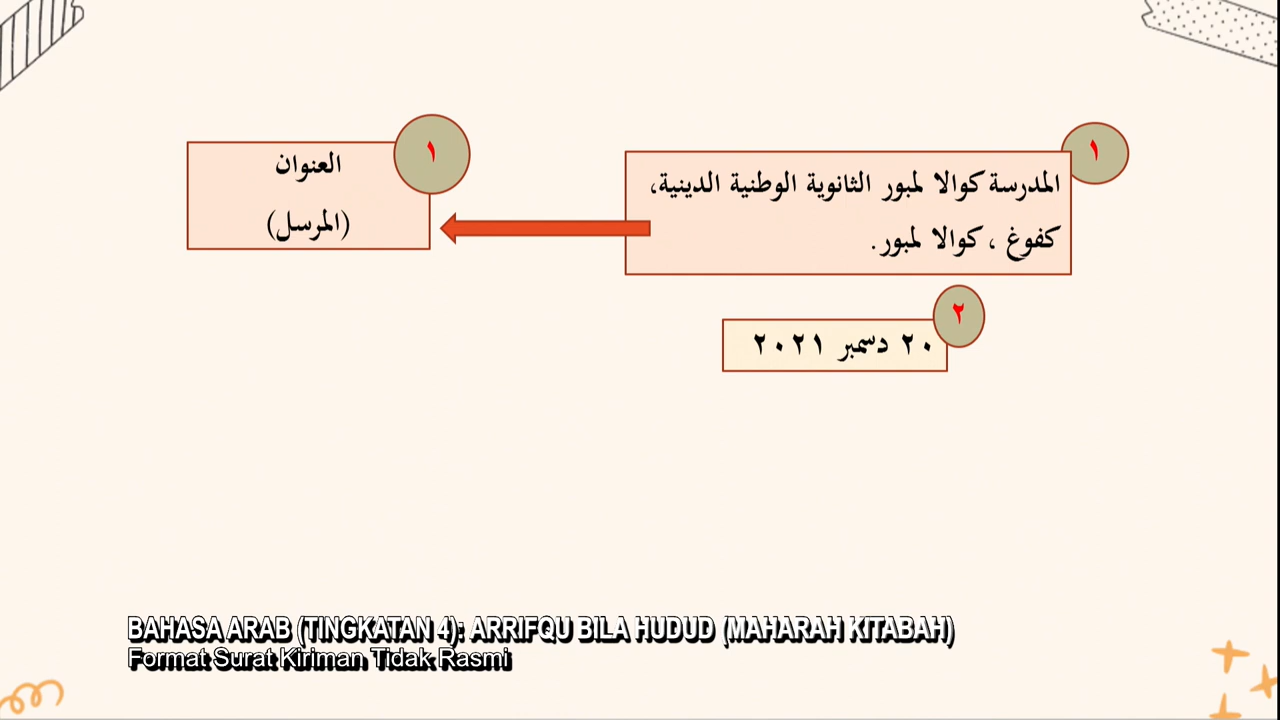 ١
المدرسة كوالا لمبور الثانوية الوطنية الدينية،
كفوغ ، كوالا لمبور.
١
العنوان
(المرسل)
٢
٢٠ دسمبر ٢٠٢١
BAHASA ARAB (TINGKATAN 4): ARRIFQU BILA HUDUD (MAHARAH KITABAH)
Format Surat Kiriman Tidak Rasmi